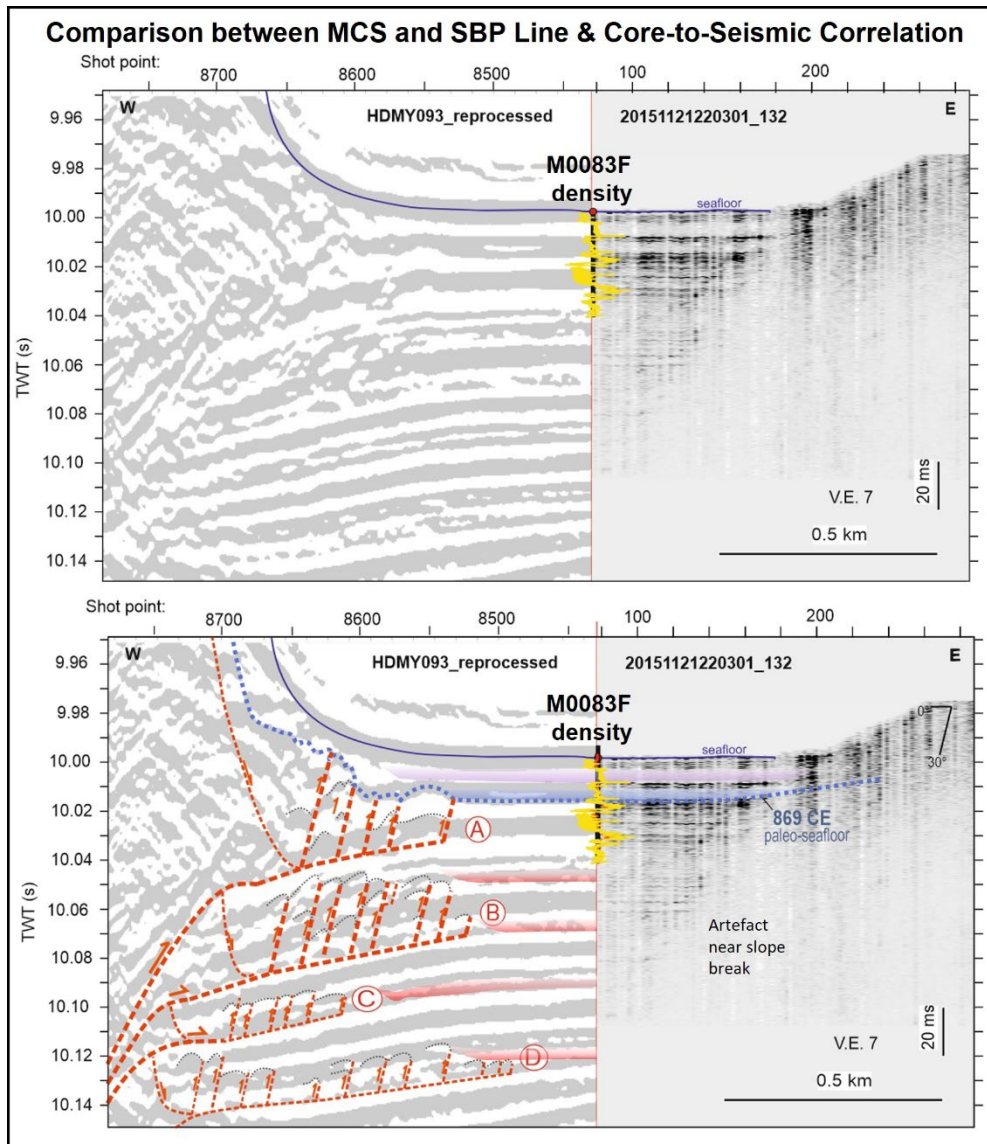 Comparison between MCS and SBP Line & Core-to-Seismic Correlation
Shot point:
8700 8600 8500 100 200
W HDMY093_reprocessed 20151121220301_132 E
M0083F
density
seafloor
TWT (s)
9.96
9.98
10.00
10.02
10.04
10.06
10.08
10.10
10.12
10.14
20 ms
V.E. 7
0.5 km
Shot point:
8700 8600 8500 100 200
W HDMY093_reprocessed 20151121220301_132 E
M0083F
density
seafloor
0°
30°
TWT (s)
9.96
9.98
10.00
10.02
10.04
10.06
10.08
10.10
10.12
10.14
869 CE
paleo-seafloor
A
B
C
D
Artefact
near slope
break
20 ms
V.E. 7
0.5 km